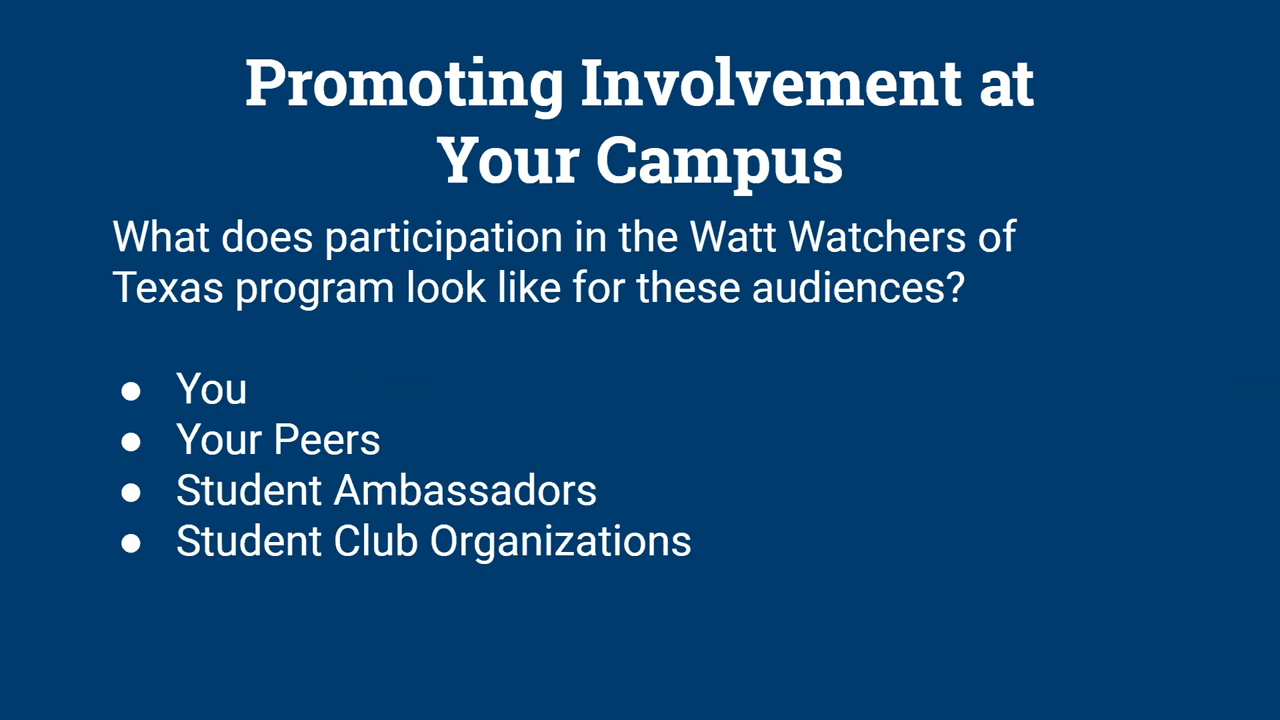 Promoting Involvement at
Your Campus
What does participation in the Watt Watchers of
Texas program look like for these audiences?
● You
● Your Peers
● Student Ambassadors
● Student Club Organizations